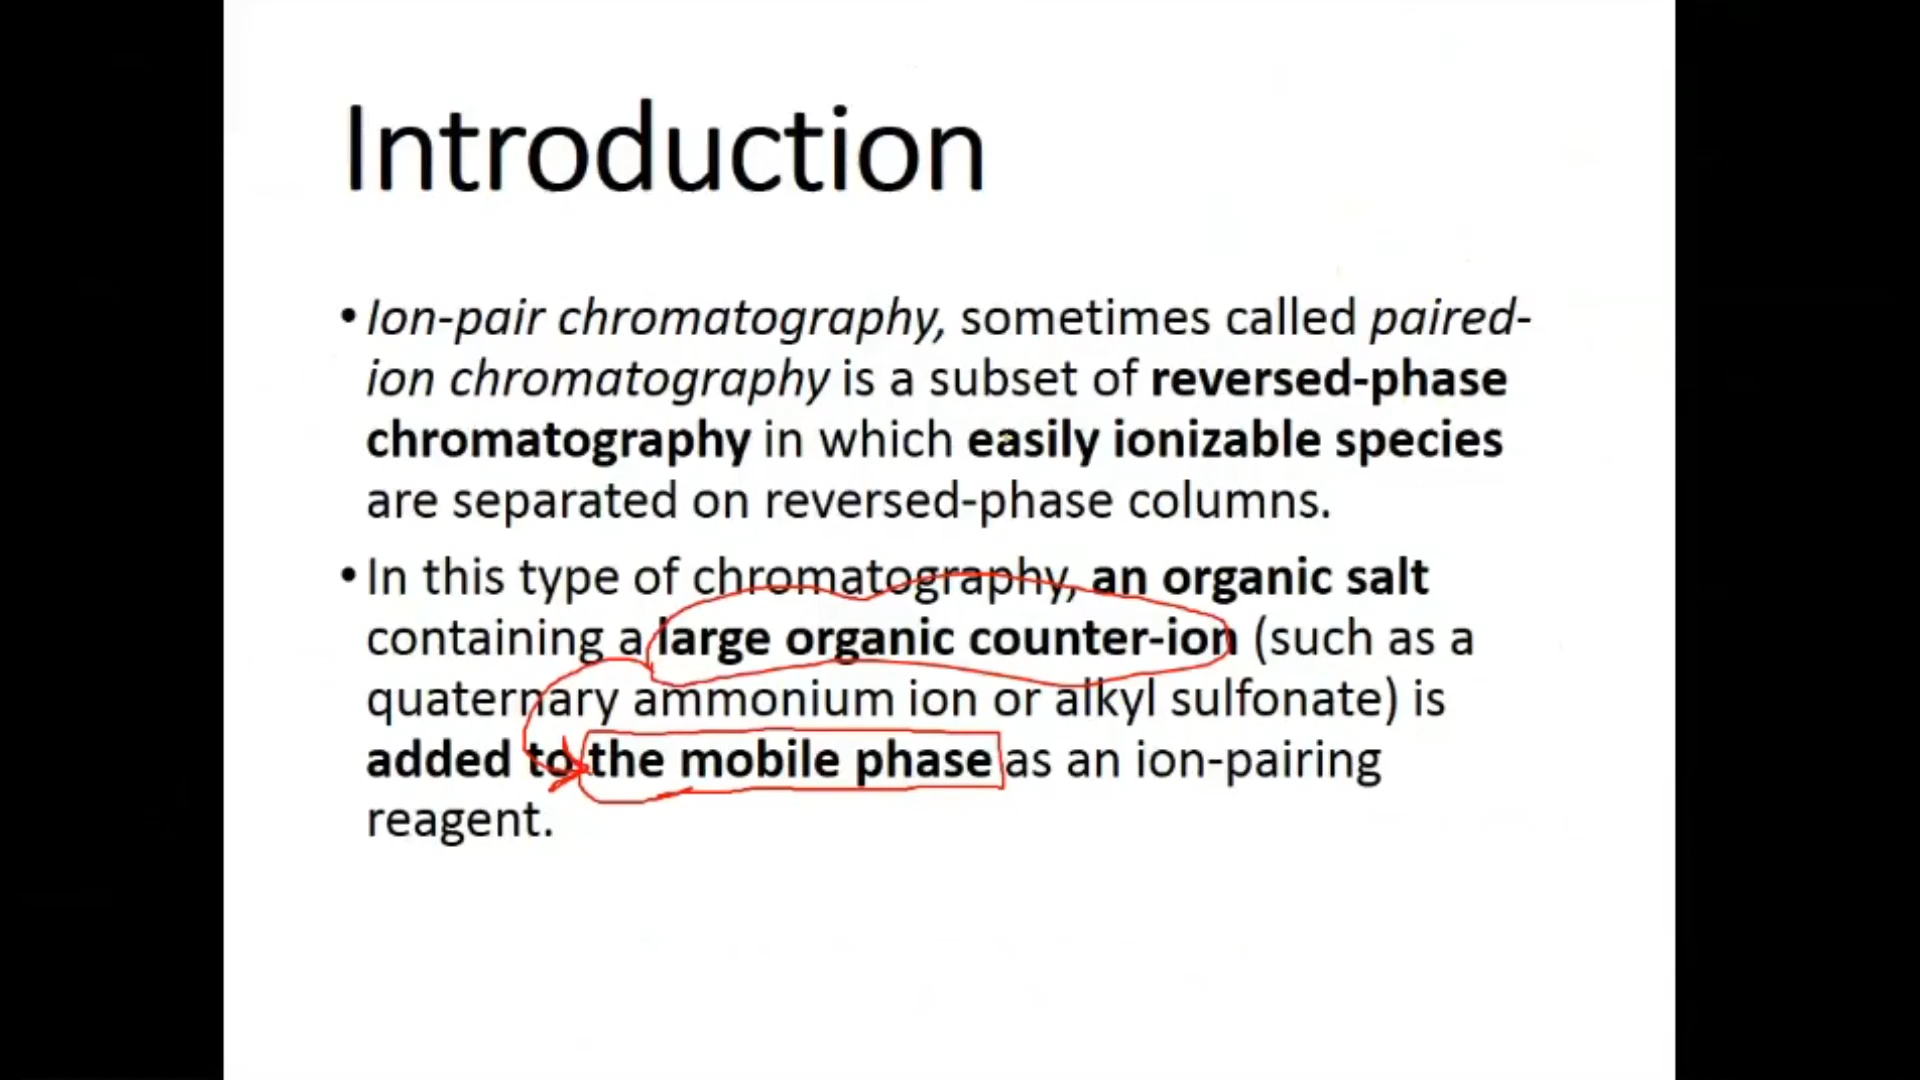 Introduction
• Ion-pair chromatography, sometimes called paired-
ion chromatography is a subset of reversed-phase
chromatography in which easily ionizable species
are separated on reversed-phase columns.
• In this type of chromatography, an organic salt
containing a large organic counter-ion (such as a
quaternary ammonium ion or alkyl sulfonate) is
added to the mobile phase as an ion-pairing
reagent.